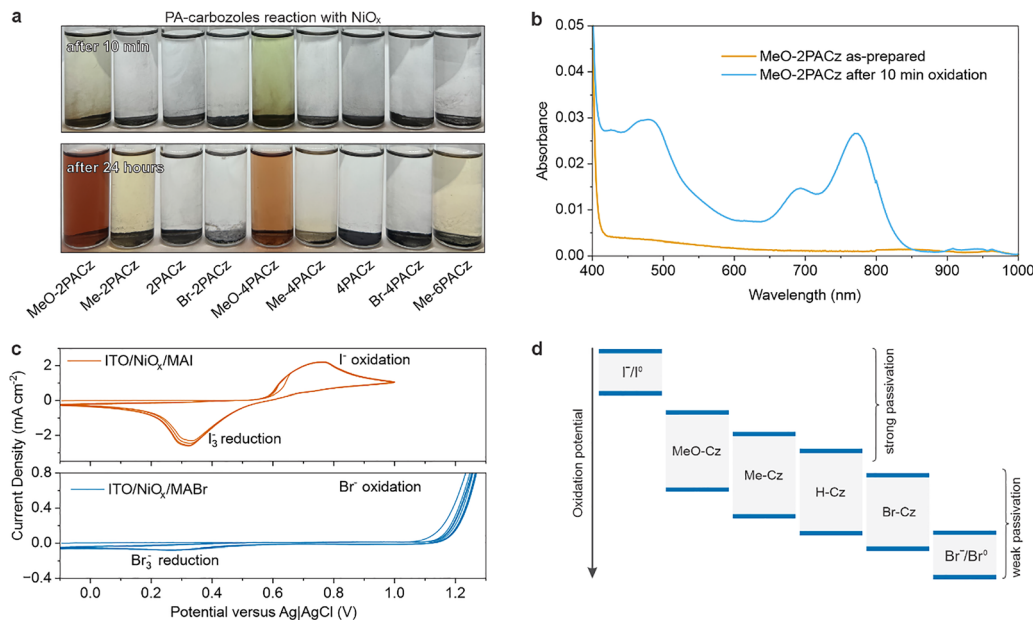 a
PA-carbozoles reaction with NiOₓ
after 10 min
after 24 hours
MeO-2PACz
Me-2PACz
2PACz
Br-2PACz
MeO-4PACz
Me-4PACz
4PACz
Br-4PACz
Me-6PACz
b
0.05
0.04
0.03
0.02
0.01
0.00
Absorbance
MeO-2PACz as-prepared
MeO-2PACz after 10 min oxidation
400 500 600 700 800 900 1000
Wavelength (nm)
c
Current Density (mA cm⁻²)
2
0
−2
ITO/NiOₓ/MAI
I⁻ oxidation
I₃⁻ reduction
0.8
0.4
0.0
−0.4
ITO/NiOₓ/MABr
Br⁻ oxidation
Br₃⁻ reduction
0.0 0.2 0.4 0.6 0.8 1.0 1.2
Potential versus Ag|AgCl (V)
d
Oxidation potential
I⁻/I⁰
MeO-Cz
Me-Cz
H-Cz
Br-Cz
Br⁻/Br⁰
strong passivation
weak passivation